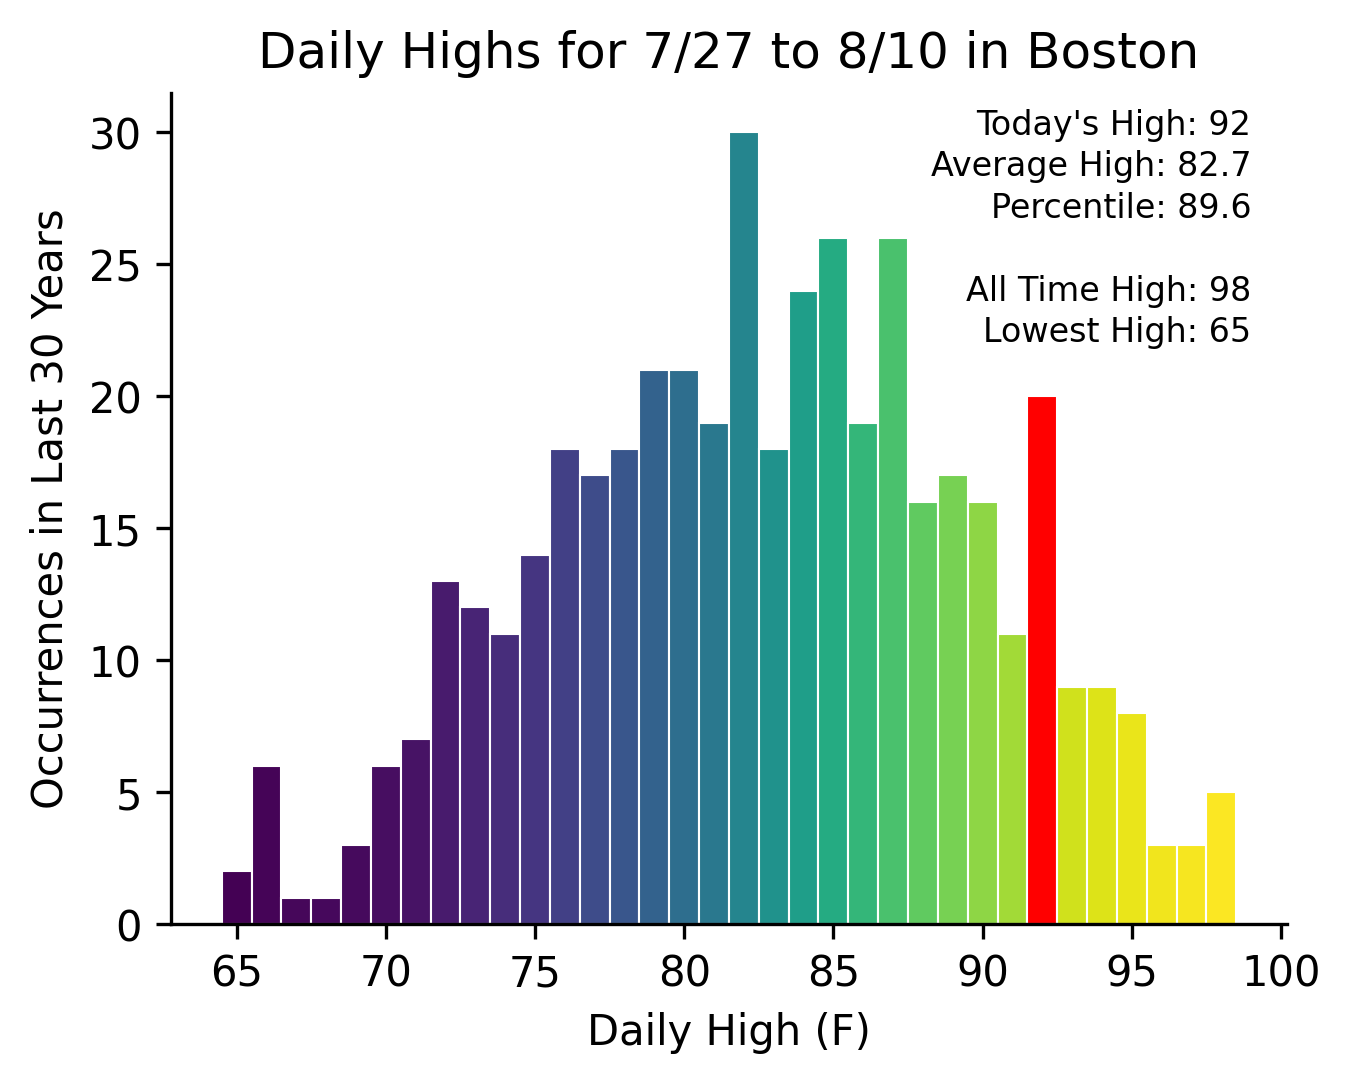 Daily Highs for 7/27 to 8/10 in Boston
Today's High: 92
Average High: 82.7
Percentile: 89.6
All Time High: 98
Lowest High: 65
Occurrences in Last 30 Years
30
25
20
15
10
5
0
65 70 75 80 85 90 95 100
Daily High (F)